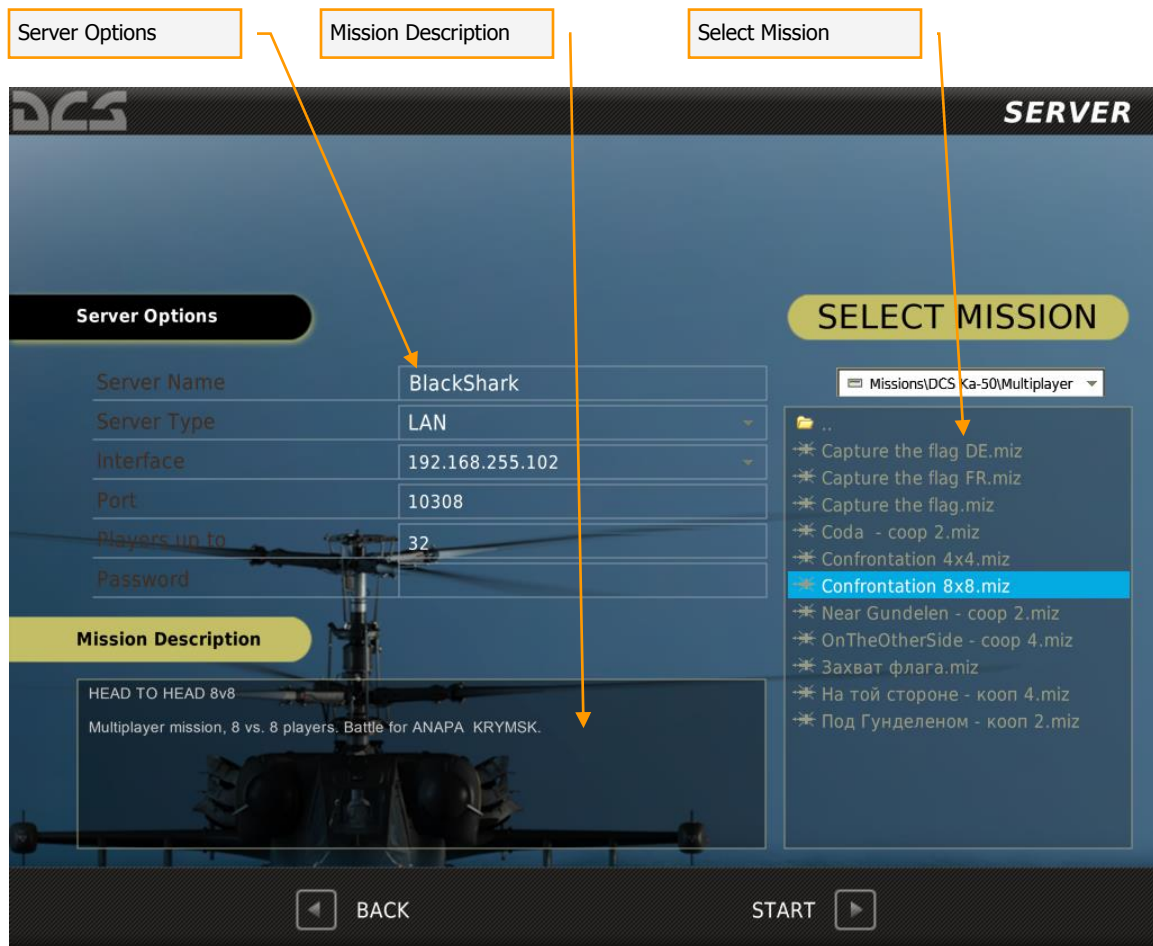 Server Options
Mission Description
Select Mission
DCS
SERVER
Server Options
Server Name BlackShark
Server Type LAN
Interface 192.168.255.102
Port 10308
Players up to 32
Password
Mission Description
HEAD TO HEAD 8v8
Multiplayer mission, 8 vs. 8 players. Battle for ANAPA KRYMSK.
SELECT MISSION
Missions\DCS Ka-50\Multiplayer
..
Capture the flag DE.miz
Capture the flag FR.miz
Capture the flag.miz
Coda - coop 2.miz
Confrontation 4x4.miz
Confrontation 8x8.miz
Near Gundelen - coop 2.miz
OnTheOtherSide - coop 4.miz
Захват флага.miz
На той стороне - кооп 4.miz
Под Гунделеном - кооп 2.miz
BACK
START